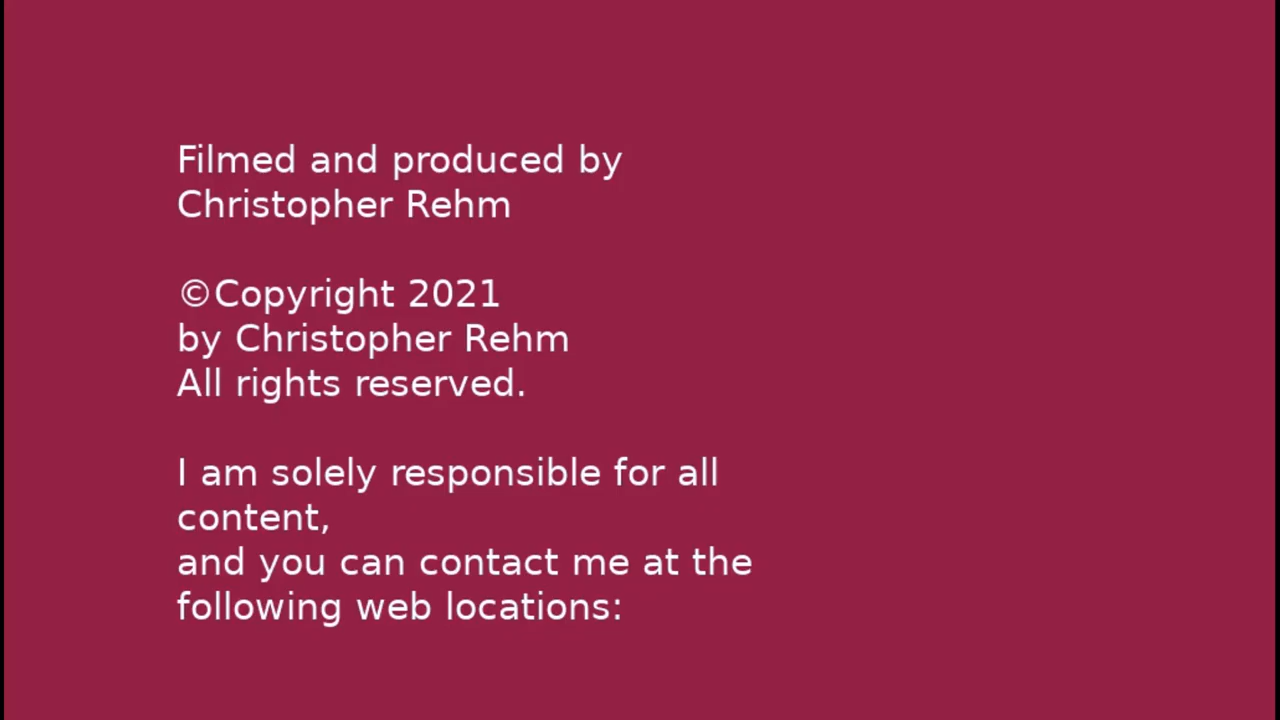 Filmed and produced by
Christopher Rehm
©Copyright 2021
by Christopher Rehm
All rights reserved.
I am solely responsible for all
content,
and you can contact me at the
following web locations: